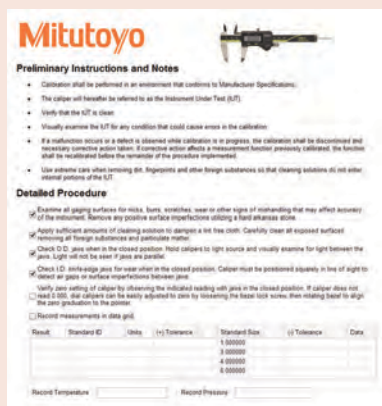 Mitutoyo
Preliminary Instructions and Notes
• Calibration shall be performed in an environment that conforms to Manufacturer Specifications.
• The caliper will hereafter be referred to as the Instrument Under Test (IUT).
• Verify that the IUT is clean.
• Visually examine the IUT for any condition that could cause errors in the calibration.
• If a malfunction occurs or a defect is observed while calibration is in progress, the calibration shall be discontinued and
necessary corrective action taken. If corrective action affects a measurement function previously calibrated, the function
shall be recalibrated before the remainder of the procedure implemented.
• Use extreme care when removing dirt, fingerprints and other foreign substances so that cleaning solutions do not enter
internal portions of the IUT.
Detailed Procedure
Examine all gaging surfaces for nicks, burrs, scratches, wear or other signs of mishandling that may affect accuracy
of the instrument. Remove any positive surface imperfections utilizing a hard arkansas stone.
Apply sufficient amounts of cleaning solution to dampen a lint free cloth. Carefully clean all exposed surfaces
removing all foreign substances and particulate matter.
Check O.D. jaws when in the closed position. Hold calipers to light source and visually examine for light between the
jaws. Light will not be seen if jaws are parallel.
Check I.D. knife-edge jaws for wear when in the closed position. Caliper must be positioned squarely in line of sight to
detect air gaps or surface imperfections between jaws.
Verify zero setting of caliper by observing the indicated reading with jaws in the closed position. If caliper does not
read 0.000, dial calipers can be easily adjusted to zero by loosening the bezel lock screw, then rotating bezel to align
the zero graduation to the pointer.
Record measurements in data grid.
Result Standard ID Units (+) Tolerance Standard Size (-) Tolerance Data
1.000000
3.000000
4.000000
6.000000
Record Temperature Record Pressure